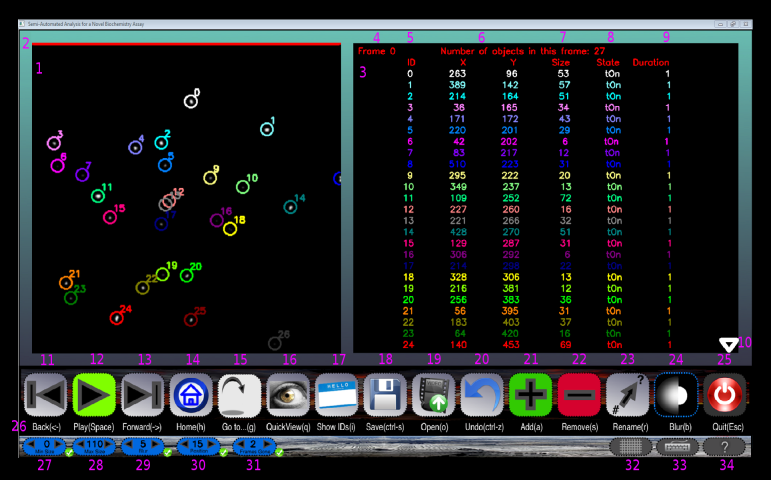 Semi-Automated Analysis for a Novel Biochemistry Assay
2 4 5 6 7 8 9
Frame 0 Number of objects in this frame: 27
ID X Y Size State Duration
1 3
0 263 96 53 tOn 1
1 389 142 57 tOn 1
2 214 164 51 tOn 1
3 36 165 34 tOn 1
4 171 172 43 tOn 1
5 220 201 29 tOn 1
6 42 202 6 tOn 1
7 83 217 12 tOn 1
8 510 223 31 tOn 1
9 295 222 20 tOn 1
10 349 237 13 tOn 1
11 109 252 72 tOn 1
12 227 260 16 tOn 1
13 221 266 32 tOn 1
14 428 270 51 tOn 1
15 129 287 31 tOn 1
16 306 292 6 tOn 1
18 328 306 13 tOn 1
19 216 381 12 tOn 1
20 256 383 36 tOn 1
21 56 395 31 tOn 1
22 183 403 37 tOn 1
23 64 420 16 tOn 1
24 140 453 69 tOn 1
0
1
3 4 2
6 7 5 9 10
11 12 14
15 16 18
21 22 19 20
23
24 25
26
10
11 12 13 14 15 16 17 18 19 20 21 22 23 24 25
HELLO
#
?
26 Back(<-) Play(Space) Forward(->) Home(h) Go to...(g) QuickView(q) Show IDs(i) Save(ctrl-s) Open(o) Undo(ctrl-z) Add(a) Remove(s) Rename(r) Blur(b) Quit(Esc)
0 110 5 15 2 ?
Min Size Max Size Blur Position Frames Gone
27 28 29 30 31 32 33 34